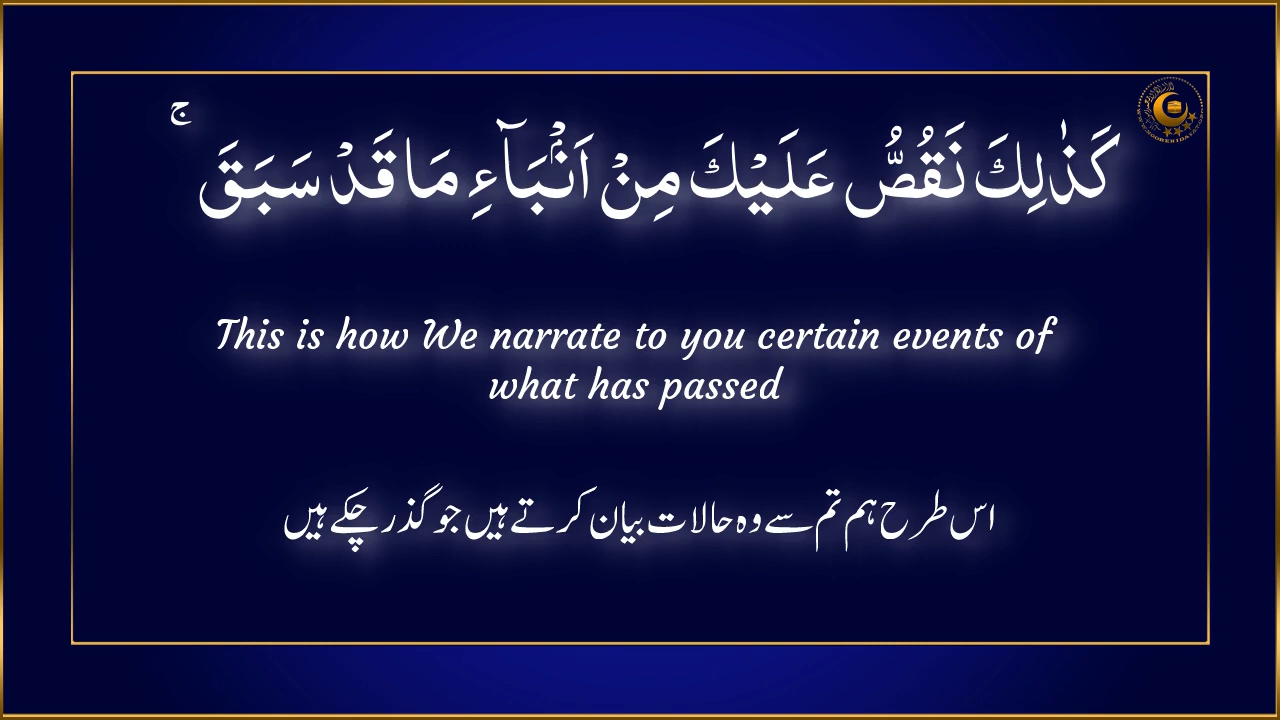 كَذٰلِكَ نَقُصُّ عَلَيْكَ مِنْ اَنْۢبَآءِ مَا قَدْ سَبَقَ ۚ
This is how We narrate to you certain events of
what has passed
اس طرح ہم تم سے وہ حالات بیان کرتے ہیں جو گذر چکے ہیں